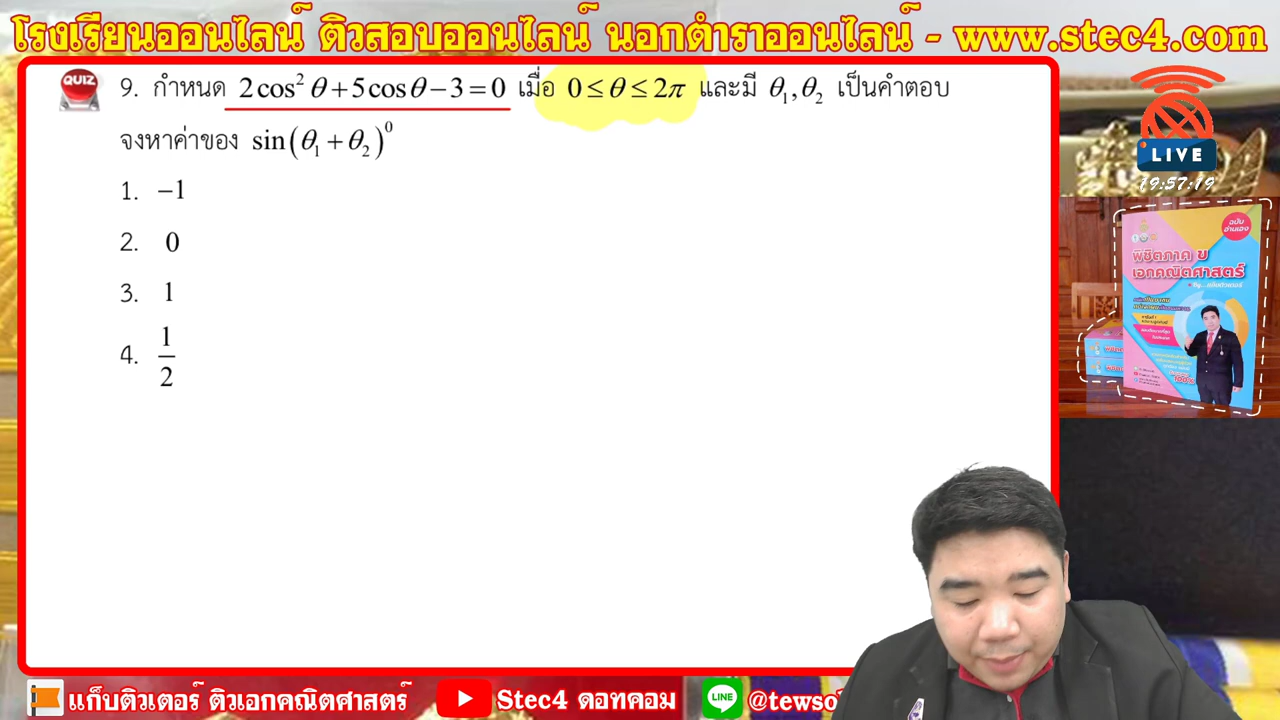 โรงเรียนออนไลน์ ติวสอบออนไลน์ นอกตำราออนไลน์ - www.stec4.com
QUIZ
9. กำหนด 2cos² θ + 5cos θ − 3 = 0 เมื่อ 0 ≤ θ ≤ 2π และมี θ₁, θ₂ เป็นคำตอบ
จงหาค่าของ sin(θ₁ + θ₂)⁰
1. −1
2. 0
3. 1
4. 1/2
LIVE
19:57:19
ฉบับ
อ่านเอง
พิชิตภาค ข
เอกคณิตศาสตร์
แก๊บติวเตอร์ ติวเอกคณิตศาสตร์
Stec4 ดอทคอม
LINE
@tewso